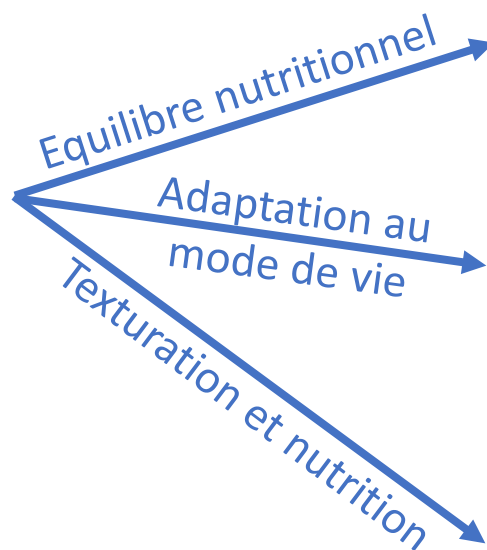 Equilibre nutritionnel
Adaptation au
mode de vie
Texturation et nutrition